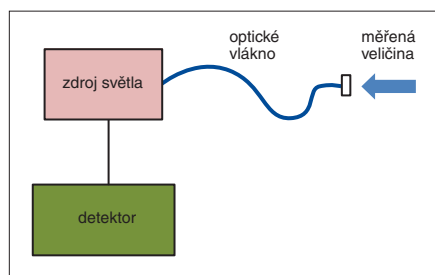 optické
vlákno
měřená
veličina
zdroj světla
detektor